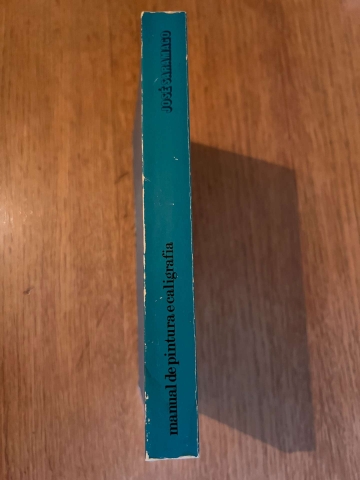 JOSÉ SARAMAGO
manual de pintura e caligrafia